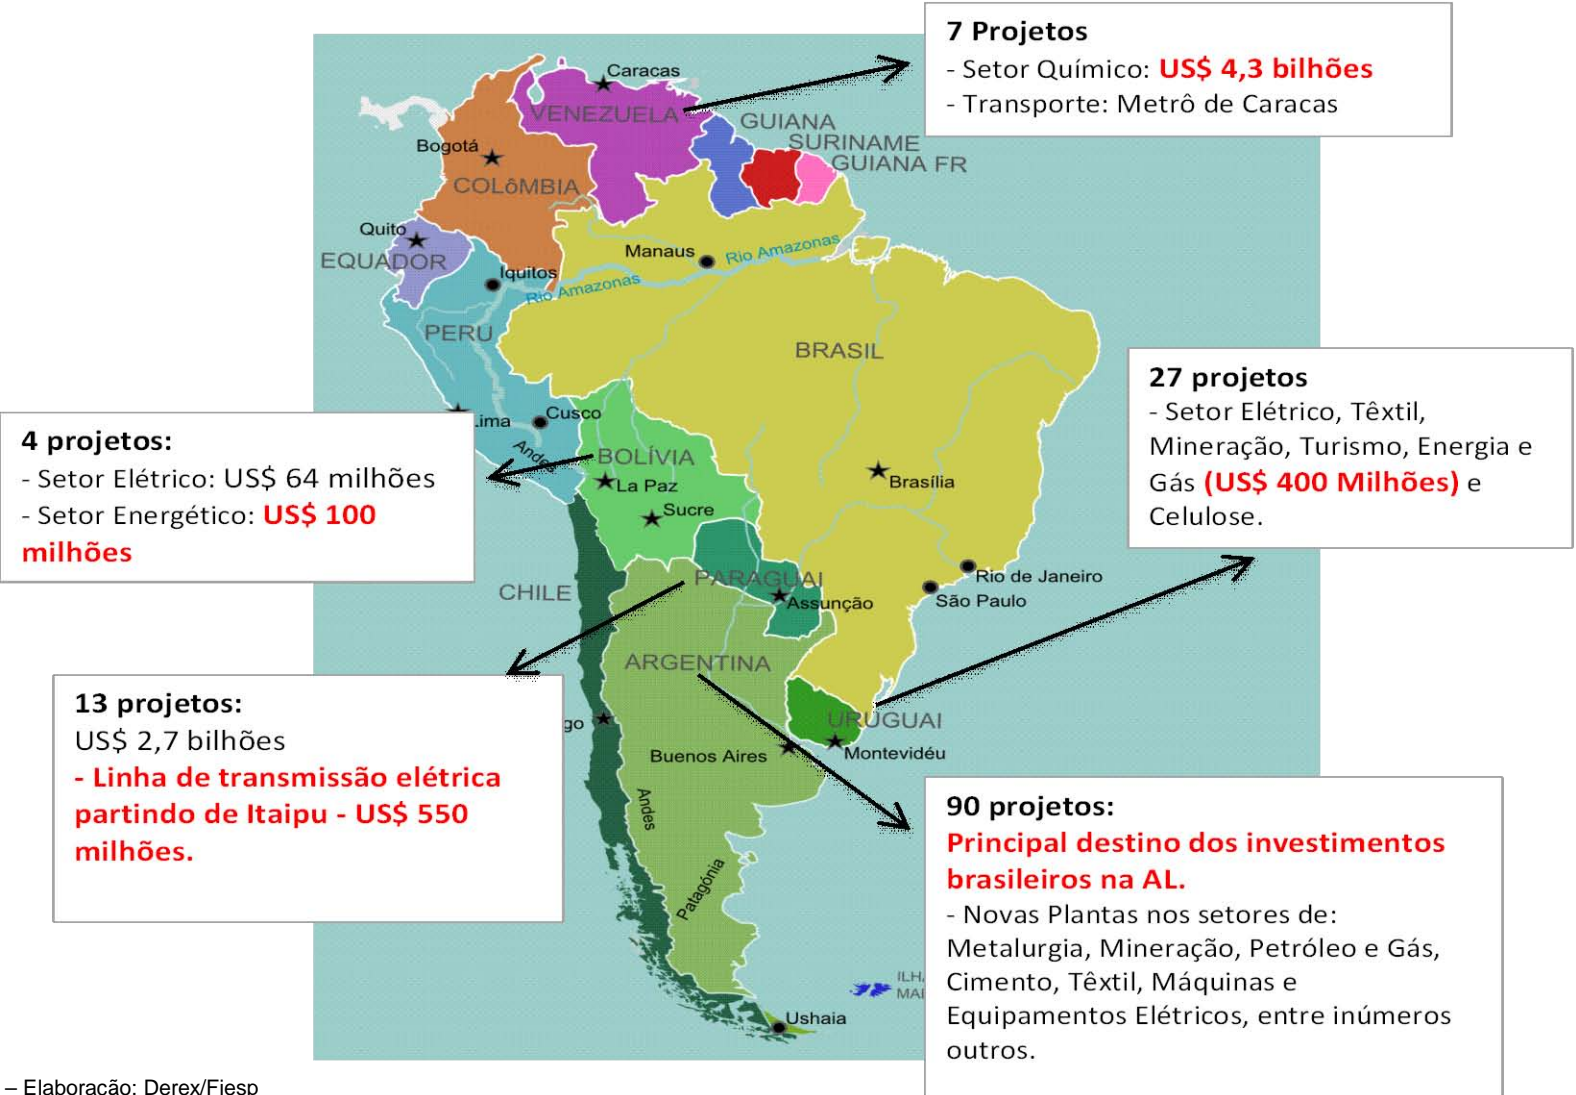 7 Projetos
- Setor Químico: US$ 4,3 bilhões
- Transporte: Metrô de Caracas
Caracas
VENEZUELA
GUIANA
SURINAME
GUIANA FR
Bogotá
COLôMBIA
Quito
EQUADOR
Iquitos
Manaus
Rio Amazonas
Rio Amazonas
PERU
BRASIL
27 projetos
- Setor Elétrico, Têxtil,
Mineração, Turismo, Energia e
Gás (US$ 400 Milhões) e
Celulose.
Lima
Cusco
Andes
4 projetos:
- Setor Elétrico: US$ 64 milhões
- Setor Energético: US$ 100
milhões
BOLÍVIA
La Paz
Sucre
Brasília
CHILE
PARAGUAI
Assunção
Rio de Janeiro
São Paulo
ARGENTINA
13 projetos:
US$ 2,7 bilhões
- Linha de transmissão elétrica
partindo de Itaipu - US$ 550
milhões.
go
URUGUAI
Buenos Aires
Montevidéu
Andes
Patagónia
90 projetos:
Principal destino dos investimentos
brasileiros na AL.
- Novas Plantas nos setores de:
Metalurgia, Mineração, Petróleo e Gás,
Cimento, Têxtil, Máquinas e
Equipamentos Elétricos, entre inúmeros
outros.
ILH
MA
Ushaia
– Elaboração: Derex/Fiesp